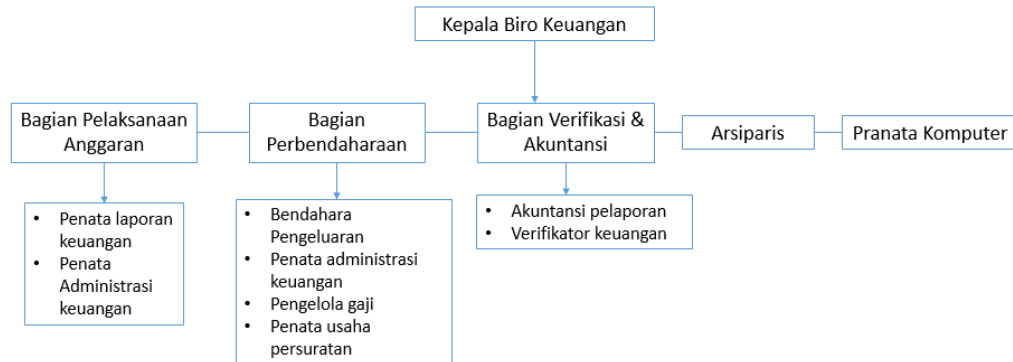 Kepala Biro Keuangan
Bagian Pelaksanaan
Anggaran
Bagian
Perbendaharaan
Bagian Verifikasi &
Akuntansi
Arsiparis
Pranata Komputer
• Penata laporan
keuangan
• Penata
Administrasi
keuangan
• Bendahara
Pengeluaran
• Penata administrasi
keuangan
• Pengelola gaji
• Penata usaha
persuratan
• Akuntansi pelaporan
• Verifikator keuangan